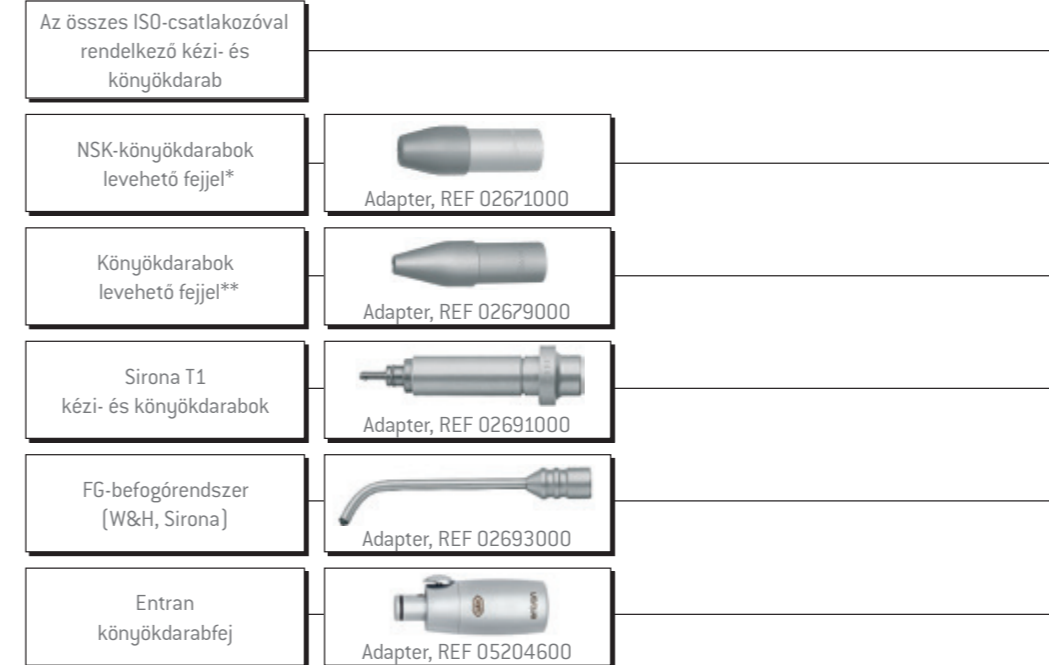 Az összes ISO-csatlakozóval
rendelkező kézi- és
könyökdarab
NSK-könyökdarabok
levehető fejjel*
Adapter, REF 02671000
Könyökdarabok
levehető fejjel**
Adapter, REF 02679000
Sirona T1
kézi- és könyökdarabok
Adapter, REF 02691000
FG-befogórendszer
(W&H, Sirona)
Adapter, REF 02693000
Entran
könyökdarabfej
Adapter, REF 05204600